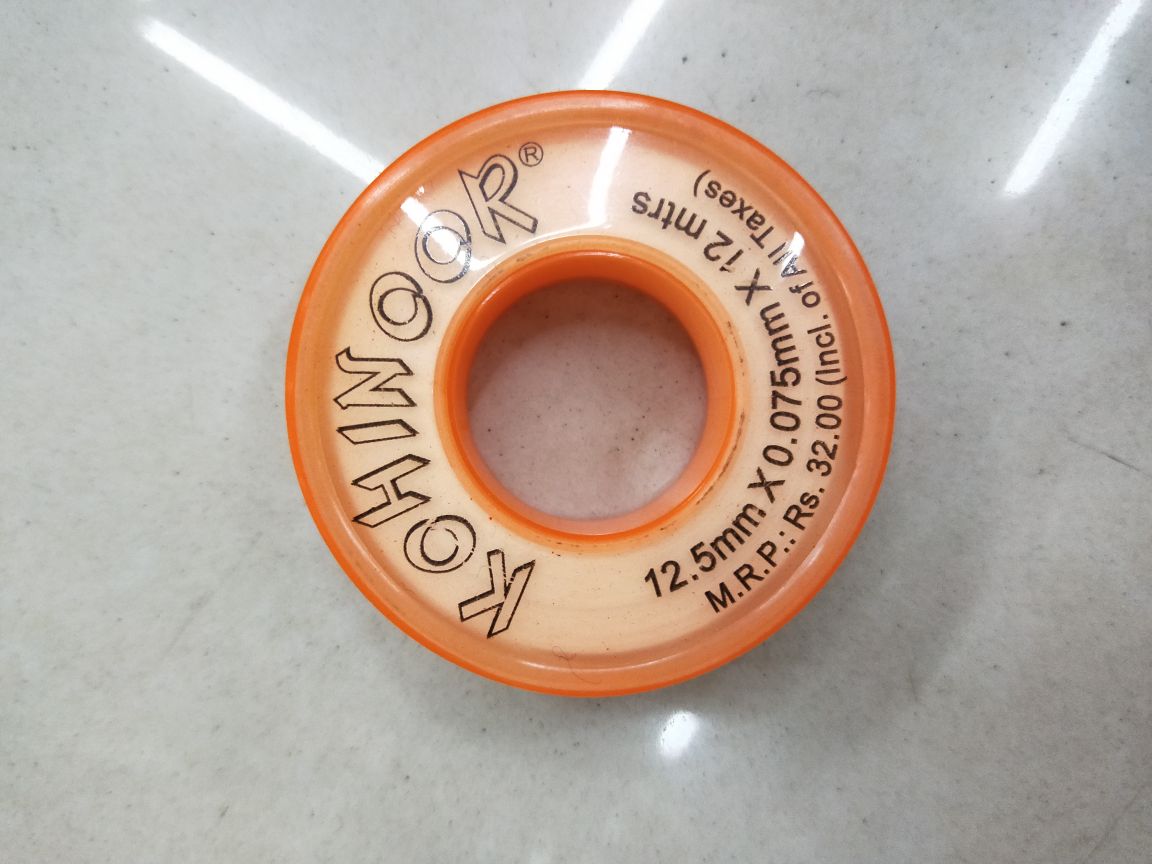 KOHINOOR®
12.5mm X 0.075mm X 12 mtrs
M.R.P.: Rs. 32.00 (Incl. of All Taxes)